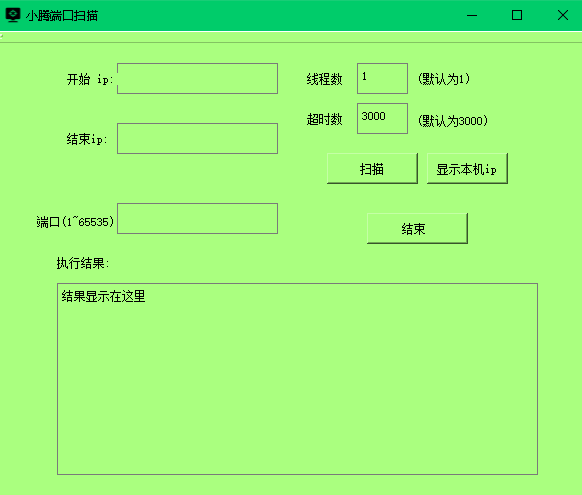 小腾端口扫描
开始 ip:
线程数 1 (默认为1)
超时数 3000 (默认为3000)
结束ip:
扫描 显示本机ip
端口(1~65535)
结束
执行结果:
结果显示在这里